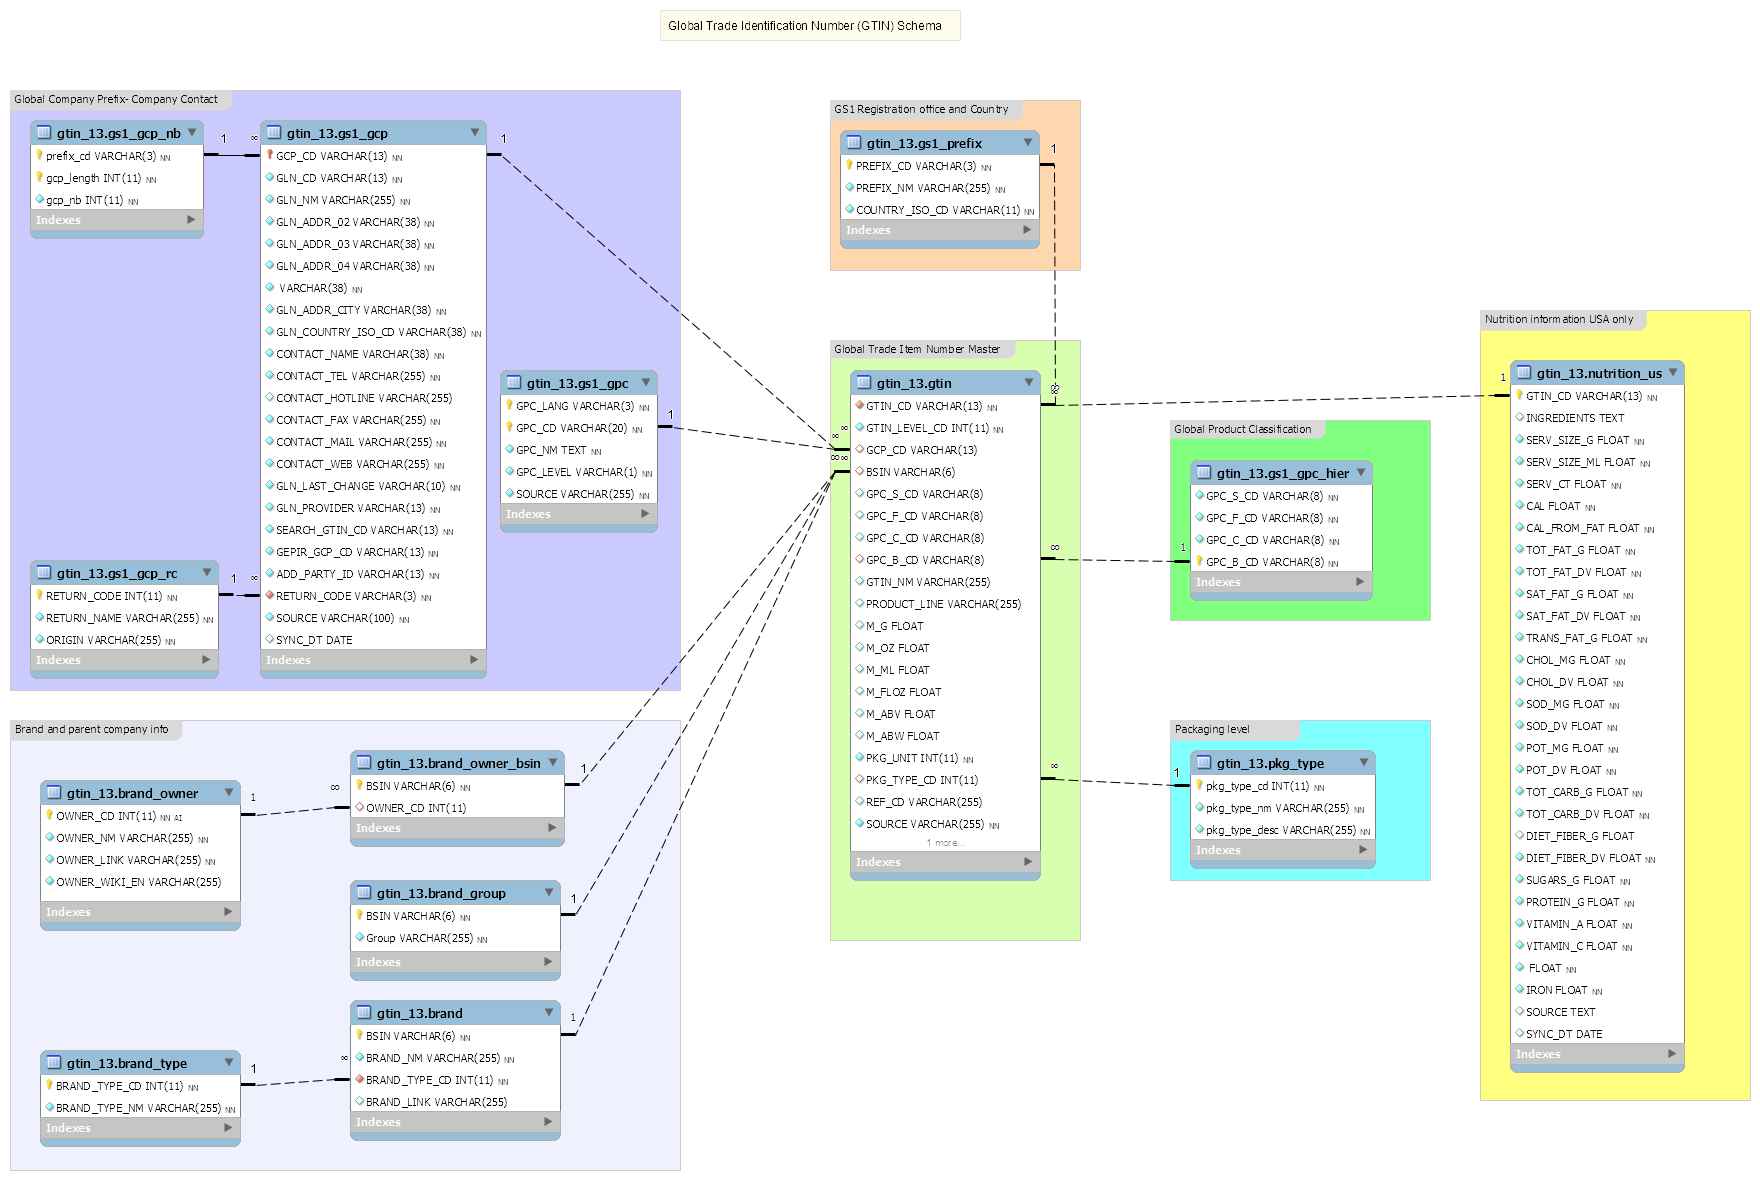 Global Trade Identification Number (GTIN) Schema
Global Company Prefix- Company Contact
gtin_13.gs1_gcp_nb
prefix_cd VARCHAR(3) NN
gcp_length INT(11) NN
gcp_nb INT(11) NN
Indexes
1
∞
gtin_13.gs1_gcp
GCP_CD VARCHAR(13) NN
GLN_CD VARCHAR(13) NN
GLN_NM VARCHAR(255) NN
GLN_ADDR_02 VARCHAR(38) NN
GLN_ADDR_03 VARCHAR(38) NN
GLN_ADDR_04 VARCHAR(38) NN
VARCHAR(38) NN
GLN_ADDR_CITY VARCHAR(38) NN
GLN_COUNTRY_ISO_CD VARCHAR(38) NN
CONTACT_NAME VARCHAR(38) NN
CONTACT_TEL VARCHAR(255) NN
CONTACT_HOTLINE VARCHAR(255)
CONTACT_FAX VARCHAR(255) NN
CONTACT_MAIL VARCHAR(255) NN
CONTACT_WEB VARCHAR(255) NN
GLN_LAST_CHANGE VARCHAR(10) NN
GLN_PROVIDER VARCHAR(13) NN
SEARCH_GTIN_CD VARCHAR(13) NN
GEPIR_GCP_CD VARCHAR(13) NN
ADD_PARTY_ID VARCHAR(13) NN
RETURN_CODE VARCHAR(3) NN
SOURCE VARCHAR(100) NN
SYNC_DT DATE
Indexes
1
gtin_13.gs1_gpc
GPC_LANG VARCHAR(3) NN
GPC_CD VARCHAR(20) NN
GPC_NM TEXT NN
GPC_LEVEL VARCHAR(1) NN
SOURCE VARCHAR(255) NN
Indexes
1
gtin_13.gs1_gcp_rc
RETURN_CODE INT(11) NN
RETURN_NAME VARCHAR(255) NN
ORIGIN VARCHAR(255) NN
Indexes
1
∞
Brand and parent company info
gtin_13.brand_owner
OWNER_CD INT(11) NN AI
OWNER_NM VARCHAR(255) NN
OWNER_LINK VARCHAR(255) NN
OWNER_WIKI_EN VARCHAR(255)
Indexes
1
∞
gtin_13.brand_owner_bsin
BSIN VARCHAR(6) NN
OWNER_CD INT(11)
Indexes
1
gtin_13.brand_group
BSIN VARCHAR(6) NN
Group VARCHAR(255) NN
Indexes
1
gtin_13.brand
BSIN VARCHAR(6) NN
BRAND_NM VARCHAR(255) NN
BRAND_TYPE_CD INT(11) NN
BRAND_LINK VARCHAR(255)
Indexes
1
gtin_13.brand_type
BRAND_TYPE_CD INT(11) NN
BRAND_TYPE_NM VARCHAR(255) NN
Indexes
1
∞
GS1 Registration office and Country
gtin_13.gs1_prefix
PREFIX_CD VARCHAR(3) NN
PREFIX_NM VARCHAR(255) NN
COUNTRY_ISO_CD VARCHAR(11) NN
Indexes
1
Global Trade Item Number Master
gtin_13.gtin
GTIN_CD VARCHAR(13) NN
GTIN_LEVEL_CD INT(11) NN
GCP_CD VARCHAR(13)
BSIN VARCHAR(6)
GPC_S_CD VARCHAR(8)
GPC_F_CD VARCHAR(8)
GPC_C_CD VARCHAR(8)
GPC_B_CD VARCHAR(8)
GTIN_NM VARCHAR(255)
PRODUCT_LINE VARCHAR(255)
M_G FLOAT
M_OZ FLOAT
M_ML FLOAT
M_FLOZ FLOAT
M_ABV FLOAT
M_ABW FLOAT
PKG_UNIT INT(11) NN
PKG_TYPE_CD INT(11)
REF_CD VARCHAR(255)
SOURCE VARCHAR(255) NN
1 more...
Indexes
∞
∞
∞
∞
∞
∞
∞
∞
Global Product Classification
gtin_13.gs1_gpc_hier
GPC_S_CD VARCHAR(8) NN
GPC_F_CD VARCHAR(8) NN
GPC_C_CD VARCHAR(8) NN
GPC_B_CD VARCHAR(8) NN
Indexes
1
Packaging level
gtin_13.pkg_type
pkg_type_cd INT(11) NN
pkg_type_nm VARCHAR(255) NN
pkg_type_desc VARCHAR(255) NN
Indexes
1
Nutrition information USA only
1
gtin_13.nutrition_us
GTIN_CD VARCHAR(13) NN
INGREDIENTS TEXT
SERV_SIZE_G FLOAT NN
SERV_SIZE_ML FLOAT NN
SERV_CT FLOAT NN
CAL FLOAT NN
CAL_FROM_FAT FLOAT NN
TOT_FAT_G FLOAT NN
TOT_FAT_DV FLOAT NN
SAT_FAT_G FLOAT NN
SAT_FAT_DV FLOAT NN
TRANS_FAT_G FLOAT NN
CHOL_MG FLOAT NN
CHOL_DV FLOAT NN
SOD_MG FLOAT NN
SOD_DV FLOAT NN
POT_MG FLOAT NN
POT_DV FLOAT NN
TOT_CARB_G FLOAT NN
TOT_CARB_DV FLOAT NN
DIET_FIBER_G FLOAT
DIET_FIBER_DV FLOAT NN
SUGARS_G FLOAT NN
PROTEIN_G FLOAT NN
VITAMIN_A FLOAT NN
VITAMIN_C FLOAT NN
FLOAT NN
IRON FLOAT NN
SOURCE TEXT
SYNC_DT DATE
Indexes